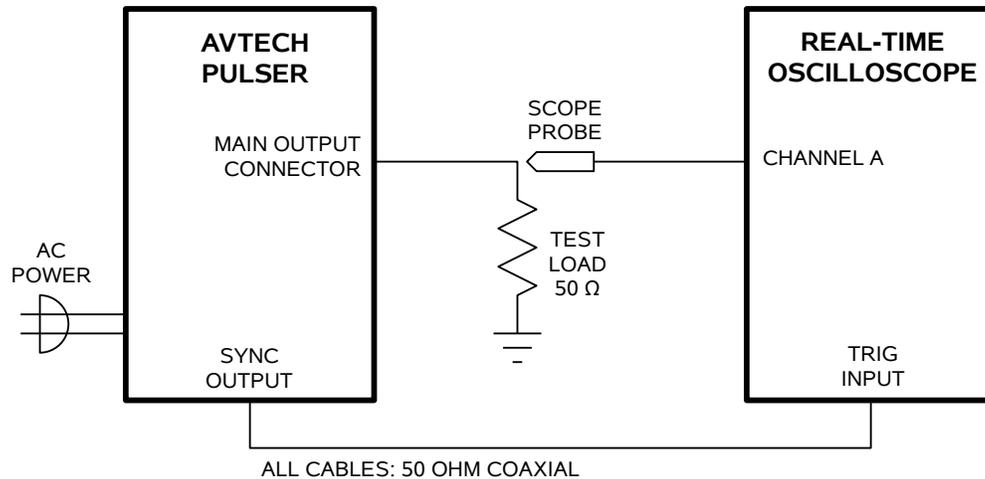 AVTECH
PULSER
REAL-TIME
OSCILLOSCOPE
SCOPE
PROBE
MAIN OUTPUT
CONNECTOR
CHANNEL A
TEST
LOAD
50 Ω
AC
POWER
SYNC
OUTPUT
TRIG
INPUT
ALL CABLES: 50 OHM COAXIAL